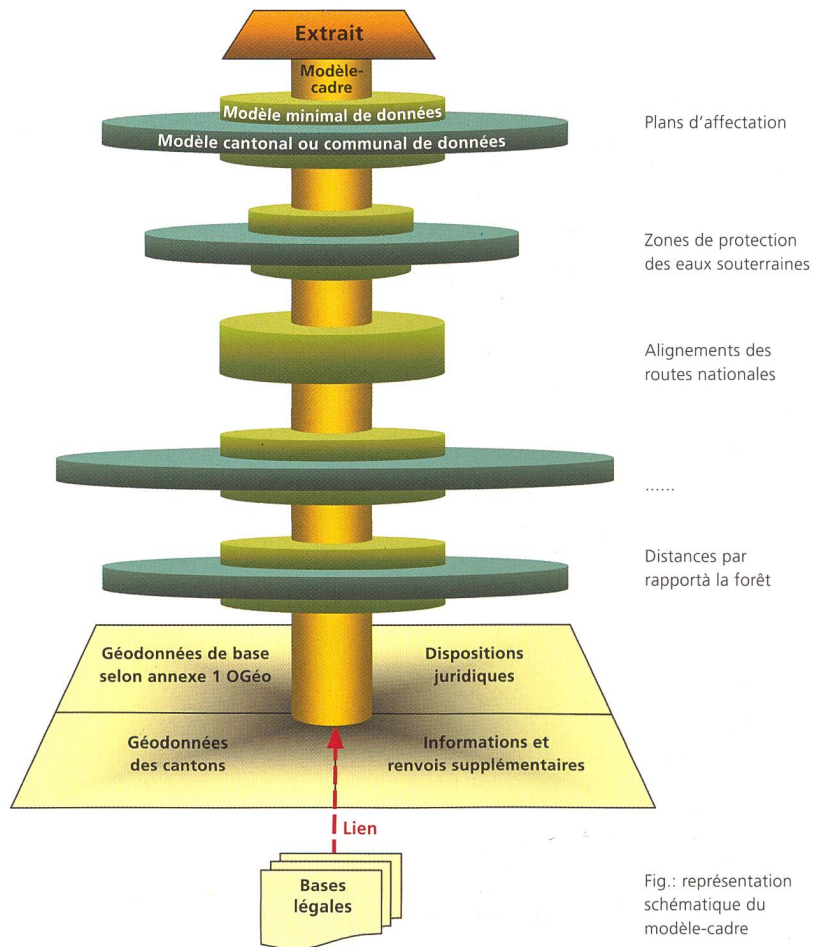 Extrait
Modèle-
cadre
Modèle minimal de données
Modèle cantonal ou communal de données
Plans d'affectation
Zones de protection
des eaux souterraines
Alignements des
routes nationales
......
Distances par
rapportà la forêt
Géodonnées de base
selon annexe 1 OGéo
Dispositions
juridiques
Géodonnées
des cantons
Informations et
renvois supplémentaires
Lien
Bases
légales
Fig.: représentation
schématique du
modèle-cadre